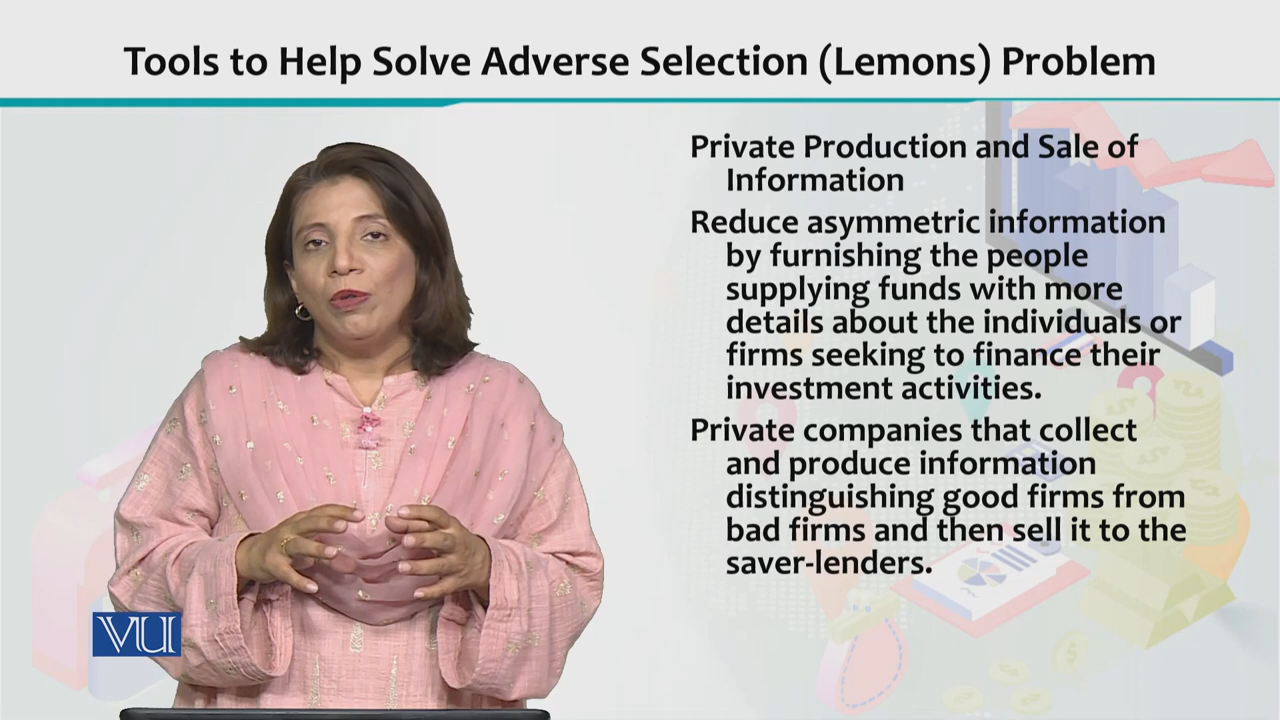 Tools to Help Solve Adverse Selection (Lemons) Problem
Private Production and Sale of
Information
Reduce asymmetric information
by furnishing the people
supplying funds with more
details about the individuals or
firms seeking to finance their
investment activities.
Private companies that collect
and produce information
distinguishing good firms from
bad firms and then sell it to the
saver-lenders.
VU